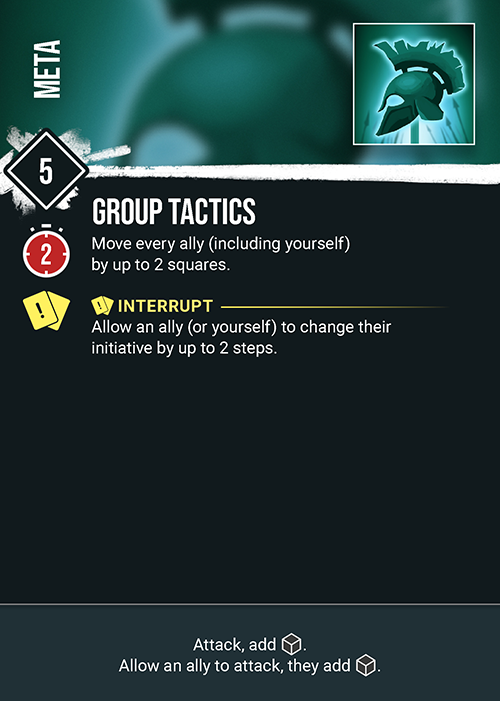 META
5
GROUP TACTICS
2
Move every ally (including yourself)
by up to 2 squares.
! ! INTERRUPT
Allow an ally (or yourself) to change their
initiative by up to 2 steps.
Attack, add .
Allow an ally to attack, they add .